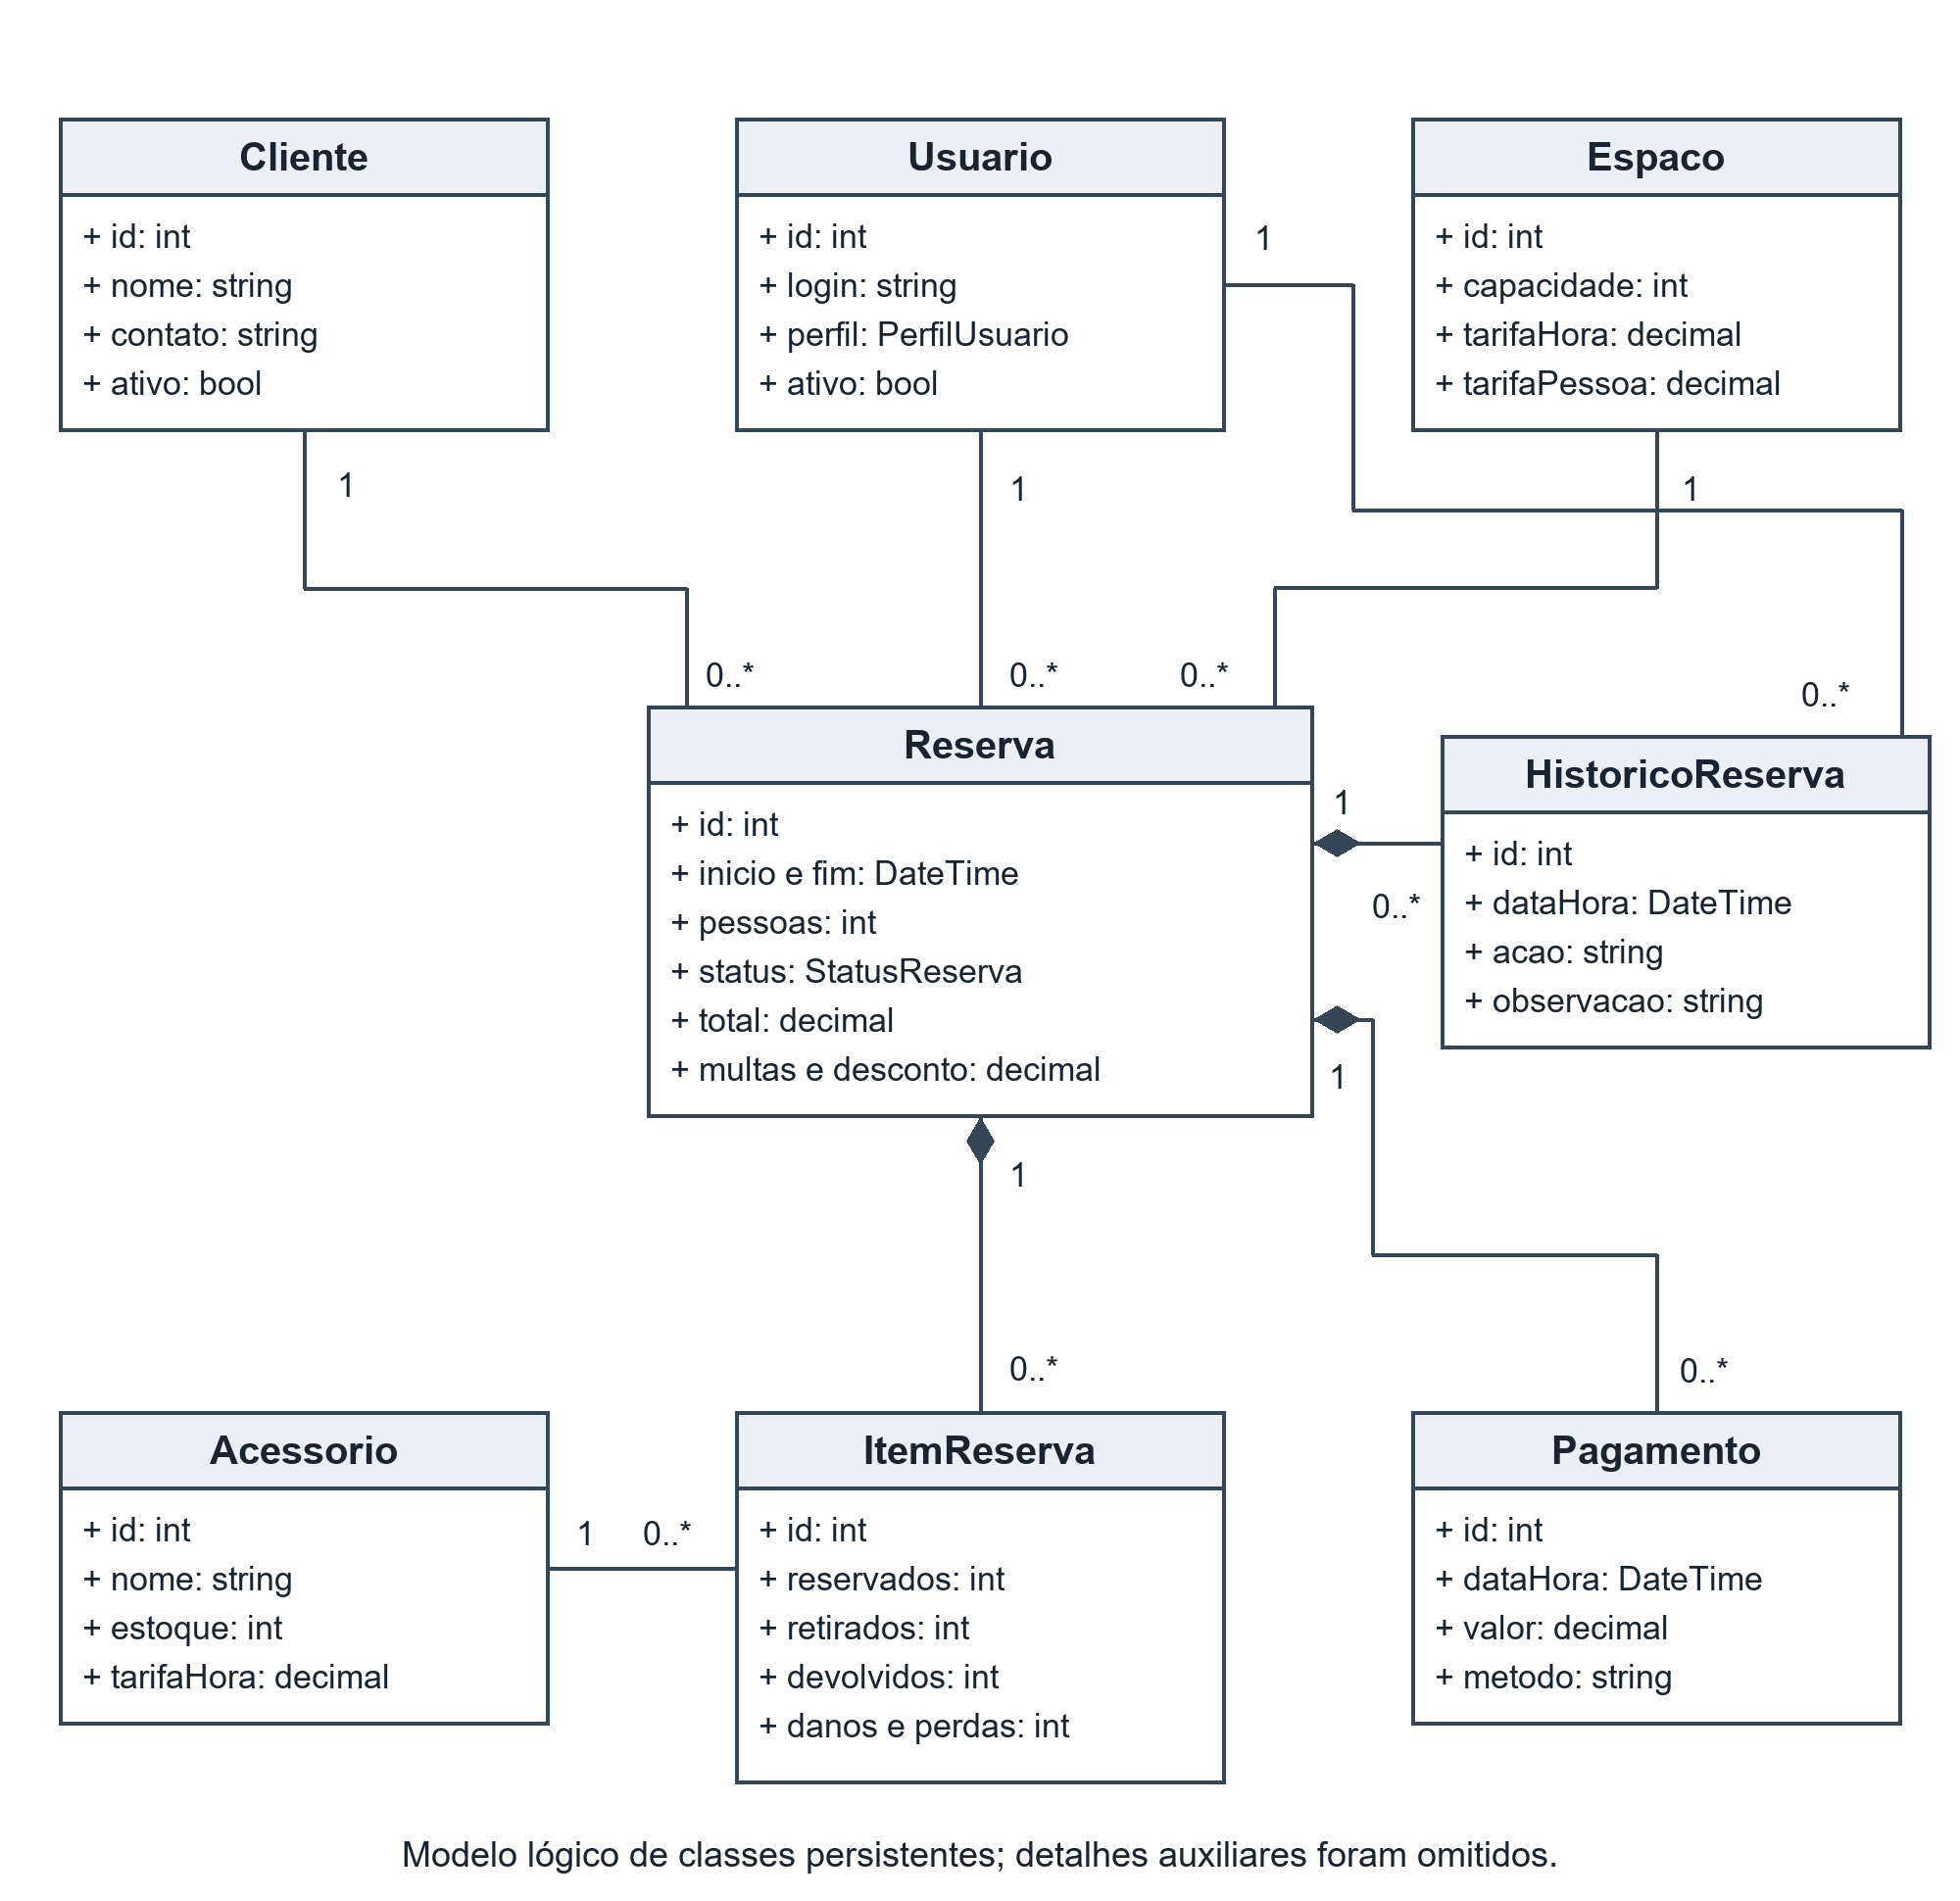 Cliente
+ id: int
+ nome: string
+ contato: string
+ ativo: bool
Usuario
+ id: int
+ login: string
+ perfil: PerfilUsuario
+ ativo: bool
Espaco
+ id: int
+ capacidade: int
+ tarifaHora: decimal
+ tarifaPessoa: decimal
1
1
1
1
0..*
0..*
0..*
0..*
Reserva
+ id: int
+ inicio e fim: DateTime
+ pessoas: int
+ status: StatusReserva
+ total: decimal
+ multas e desconto: decimal
1
0..*
HistoricoReserva
+ id: int
+ dataHora: DateTime
+ acao: string
+ observacao: string
1
1
0..*
0..*
Acessorio
+ id: int
+ nome: string
+ estoque: int
+ tarifaHora: decimal
1
0..*
ItemReserva
+ id: int
+ reservados: int
+ retirados: int
+ devolvidos: int
+ danos e perdas: int
Pagamento
+ id: int
+ dataHora: DateTime
+ valor: decimal
+ metodo: string
Modelo lógico de classes persistentes; detalhes auxiliares foram omitidos.